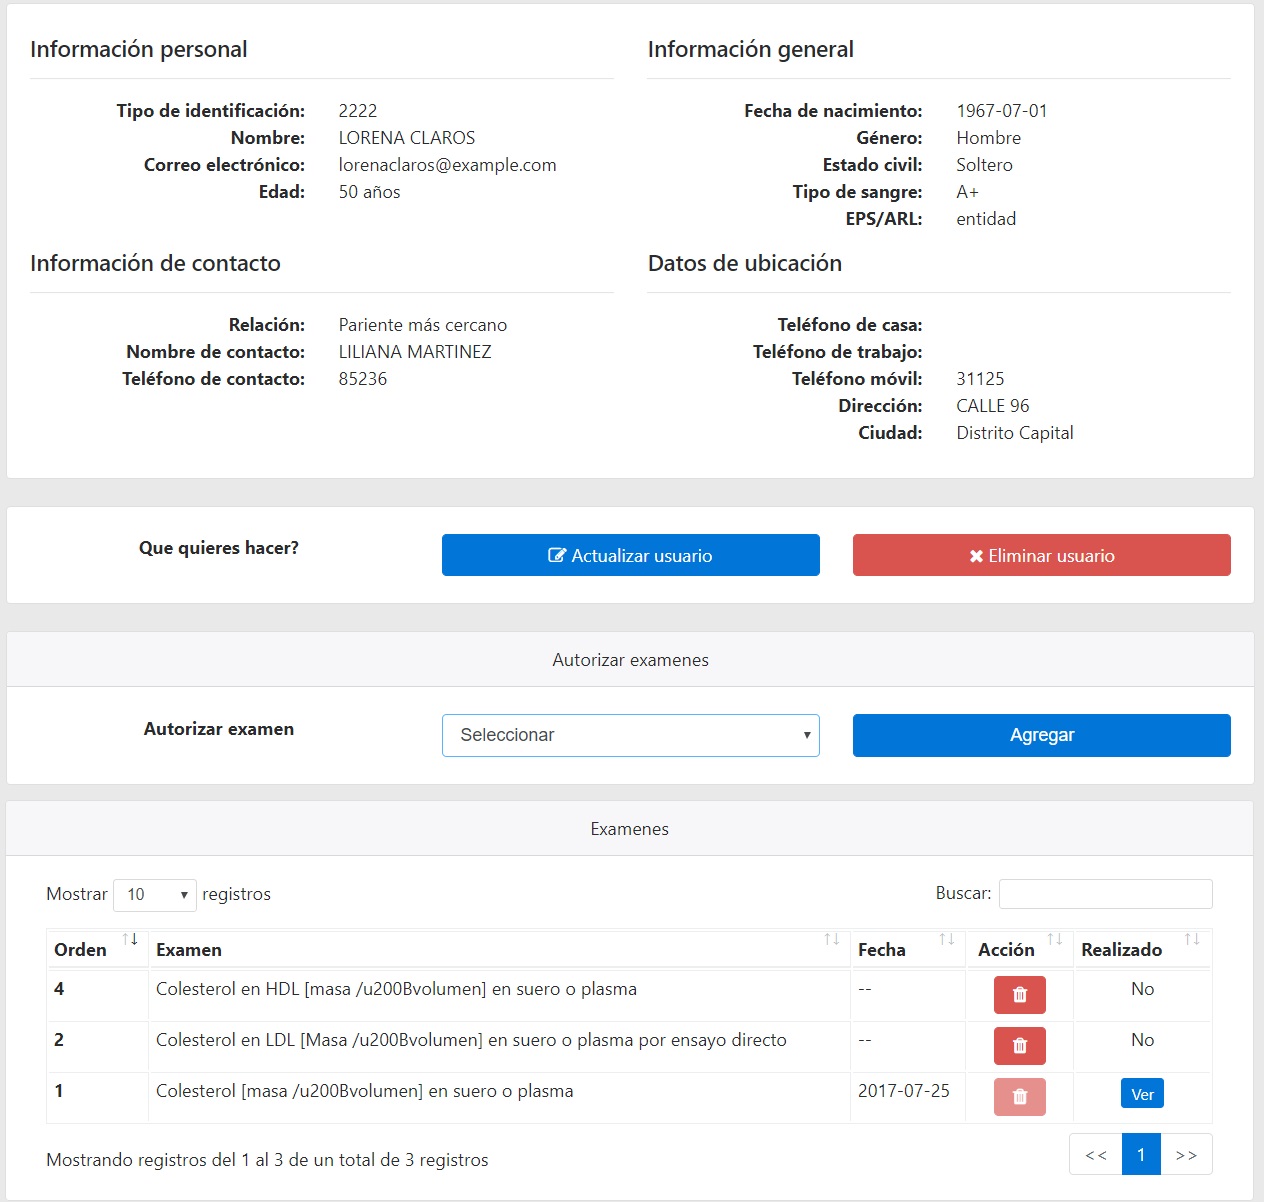 Información personal
Tipo de identificación: 2222
Nombre: LORENA CLAROS
Correo electrónico: lorenaclaros@example.com
Edad: 50 años
Información general
Fecha de nacimiento: 1967-07-01
Género: Hombre
Estado civil: Soltero
Tipo de sangre: A+
EPS/ARL: entidad
Información de contacto
Relación: Pariente más cercano
Nombre de contacto: LILIANA MARTINEZ
Teléfono de contacto: 85236
Datos de ubicación
Teléfono de casa:
Teléfono de trabajo:
Teléfono móvil: 31125
Dirección: CALLE 96
Ciudad: Distrito Capital
Que quieres hacer? Actualizar usuario Eliminar usuario
Autorizar examenes
Autorizar examen Seleccionar Agregar
Examenes
Mostrar 10 registros Buscar:
Orden Examen Fecha Acción Realizado
4 Colesterol en HDL [masa /u200Bvolumen] en suero o plasma -- No
2 Colesterol en LDL [Masa /u200Bvolumen] en suero o plasma por ensayo directo -- No
1 Colesterol [masa /u200Bvolumen] en suero o plasma 2017-07-25 Ver
Mostrando registros del 1 al 3 de un total de 3 registros << 1 >>